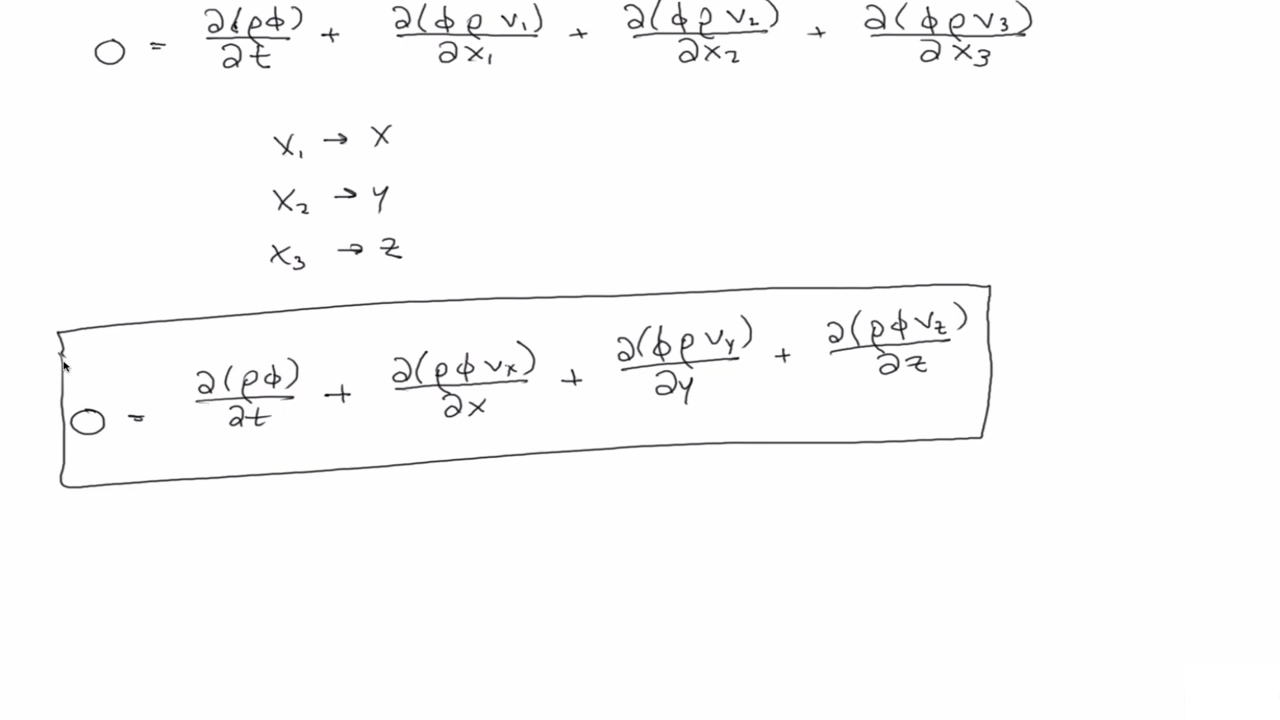 0 = ∂(ρϕ)/∂t + ∂(ϕρv₁)/∂x₁ + ∂(ϕρv₂)/∂x₂ + ∂(ϕρv₃)/∂x₃
x₁ → x
x₂ → y
x₃ → z
0 = ∂(ρϕ)/∂t + ∂(ρϕvₓ)/∂x + ∂(ϕρv_y)/∂y + ∂(ρϕv_z)/∂z